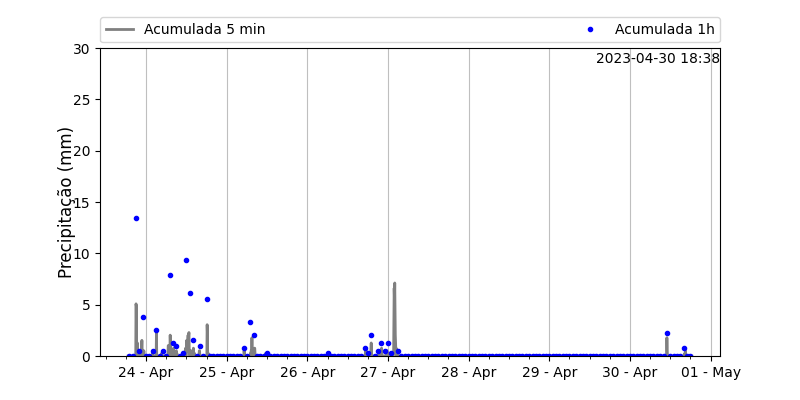 Acumulada 5 min
Acumulada 1h
2023-04-30 18:38
Precipitação (mm)
30
25
20
15
10
5
0
24 - Apr
25 - Apr
26 - Apr
27 - Apr
28 - Apr
29 - Apr
30 - Apr
01 - May